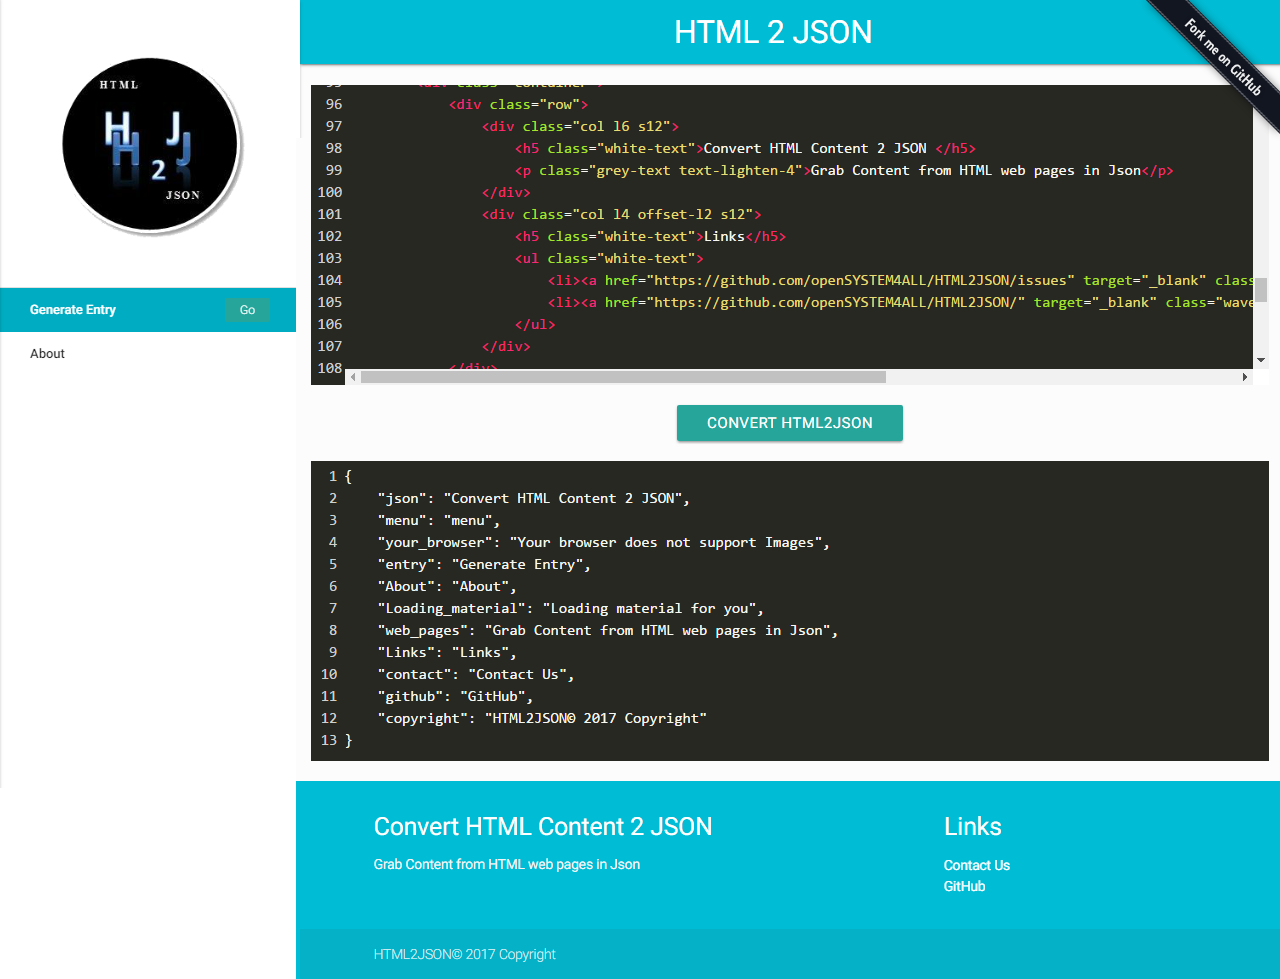 HTML 2 JSON
Fork me on GitHub
HTML
H J
H J
2
JSON
Generate Entry Go
About
96 <div class="row">
97 <div class="col l6 s12">
98 <h5 class="white-text">Convert HTML Content 2 JSON </h5>
99 <p class="grey-text text-lighten-4">Grab Content from HTML web pages in Json</p>
100 </div>
101 <div class="col l4 offset-l2 s12">
102 <h5 class="white-text">Links</h5>
103 <ul class="white-text">
104 <li><a href="https://github.com/openSYSTEM4ALL/HTML2JSON/issues" target="_blank" clas
105 <li><a href="https://github.com/openSYSTEM4ALL/HTML2JSON/" target="_blank" class="wave
106 </ul>
107 </div>
108 </div>
CONVERT HTML2JSON
1 {
2 "json": "Convert HTML Content 2 JSON",
3 "menu": "menu",
4 "your_browser": "Your browser does not support Images",
5 "entry": "Generate Entry",
6 "About": "About",
7 "Loading_material": "Loading material for you",
8 "web_pages": "Grab Content from HTML web pages in Json",
9 "Links": "Links",
10 "contact": "Contact Us",
11 "github": "GitHub",
12 "copyright": "HTML2JSON© 2017 Copyright"
13 }
Convert HTML Content 2 JSON
Grab Content from HTML web pages in Json
Links
Contact Us
GitHub
HTML2JSON© 2017 Copyright